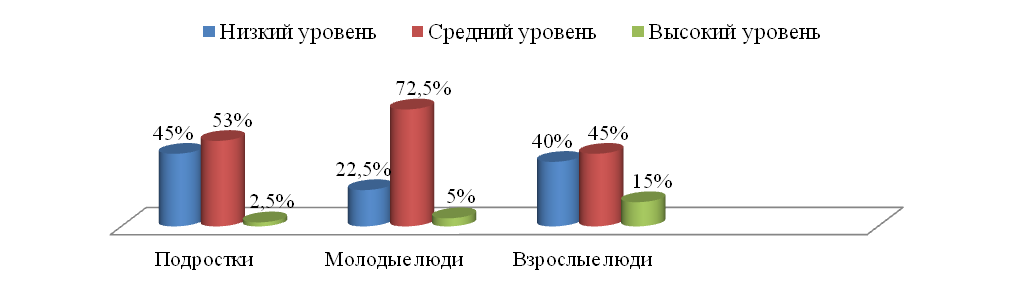 Низкий уровень Средний уровень Высокий уровень
72,5%
45% 53% 22,5% 40% 45% 15%
2,5% 5%
Подростки Молодые люди Взрослые люди